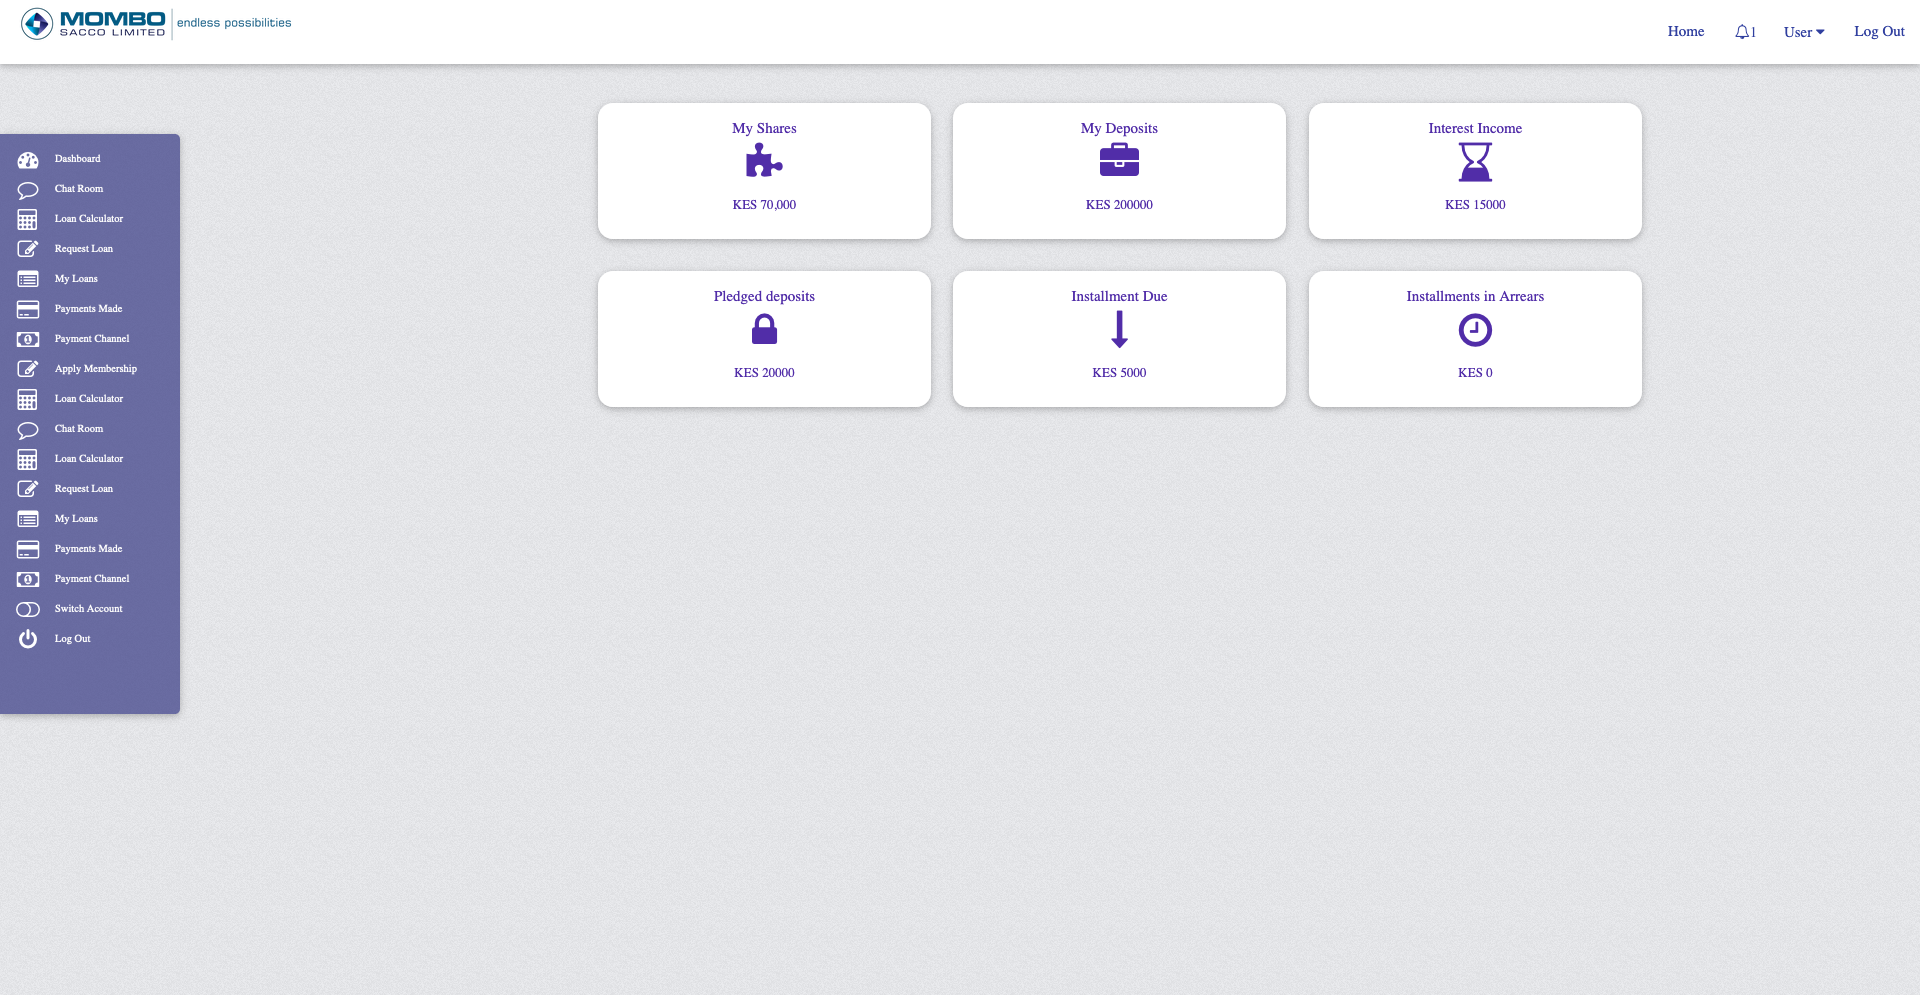 MOMBO
SACCO LIMITED
endless possibilities
Home
1
User
Log Out
Dashboard
Chat Room
Loan Calculator
Request Loan
My Loans
Payments Made
Payment Channel
Apply Membership
Loan Calculator
Chat Room
Loan Calculator
Request Loan
My Loans
Payments Made
Payment Channel
Switch Account
Log Out
My Shares
KES 70,000
My Deposits
KES 200000
Interest Income
KES 15000
Pledged deposits
KES 20000
Installment Due
KES 5000
Installments in Arrears
KES 0